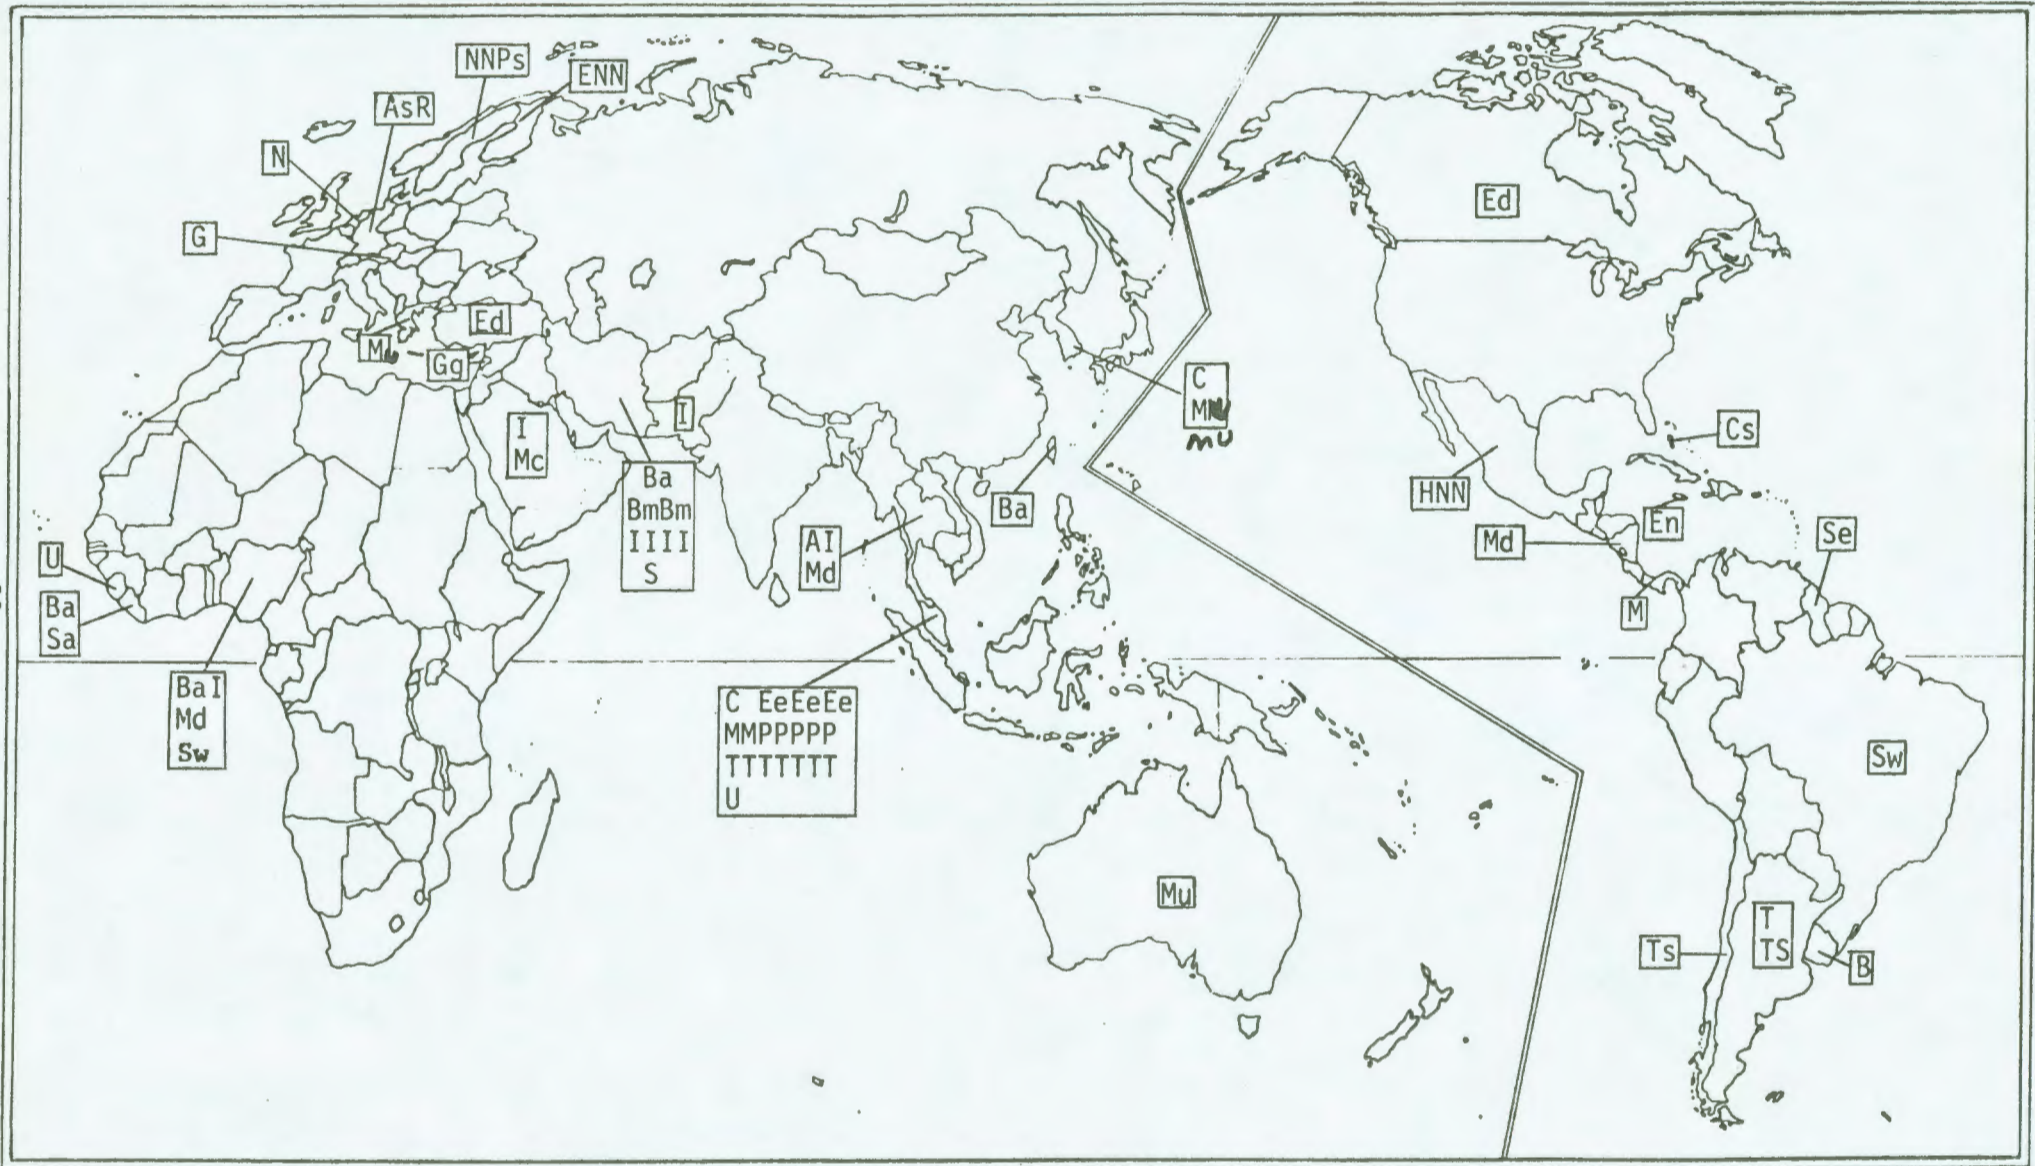 NNPs
ENN
AsR
N
G
Ed
Mu
Gg
I
I
Mc
Ba
BmBm
IIII
S
U
Ba
Sa
BaI
Md
Sw
AI
Md
Ba
C EeEeEe
MMPPPPP
TTTTTTT
U
C
mu
Mu
Ed
Cs
HNN
En
Md
M
Se
Sw
Ts
T
TS
B